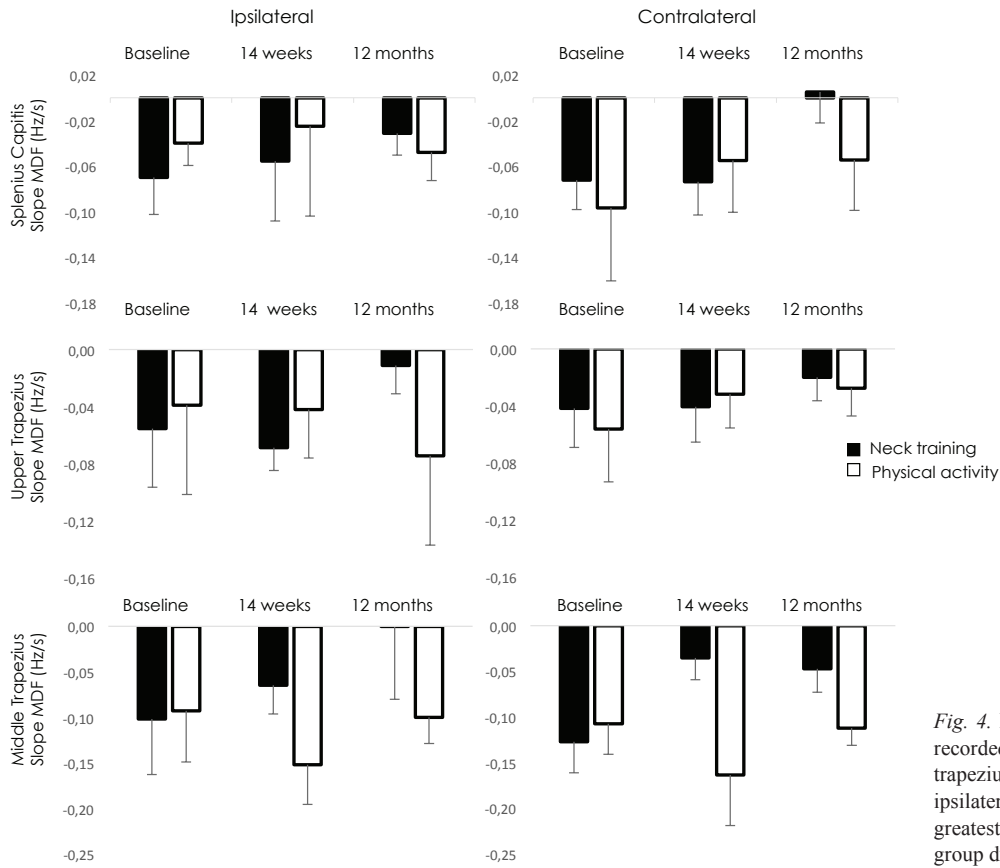 Ipsilateral
Contralateral
Baseline 14 weeks 12 months
Baseline 14 weeks 12 months
Splenius Capitis
Slope MDF (Hz/s)
0,02
-0,02
-0,06
-0,10
-0,14
-0,18
0,02
-0,02
-0,06
-0,10
-0,14
-0,18
Baseline 14 weeks 12 months
Baseline 14 weeks 12 months
Upper Trapezius
Slope MDF (Hz/s)
0,00
-0,04
-0,08
-0,12
-0,16
0,00
-0,04
-0,08
-0,12
-0,16
Neck training
Physical activity
Baseline 14 weeks 12 months
Baseline 14 weeks 12 months
Middle Trapezius
Slope MDF (Hz/s)
0,00
-0,05
-0,10
-0,15
-0,20
-0,25
0,00
-0,05
-0,10
-0,15
-0,20
-0,25
Fig. 4.
recorded
trapeziu
ipsilater
greatest
group d